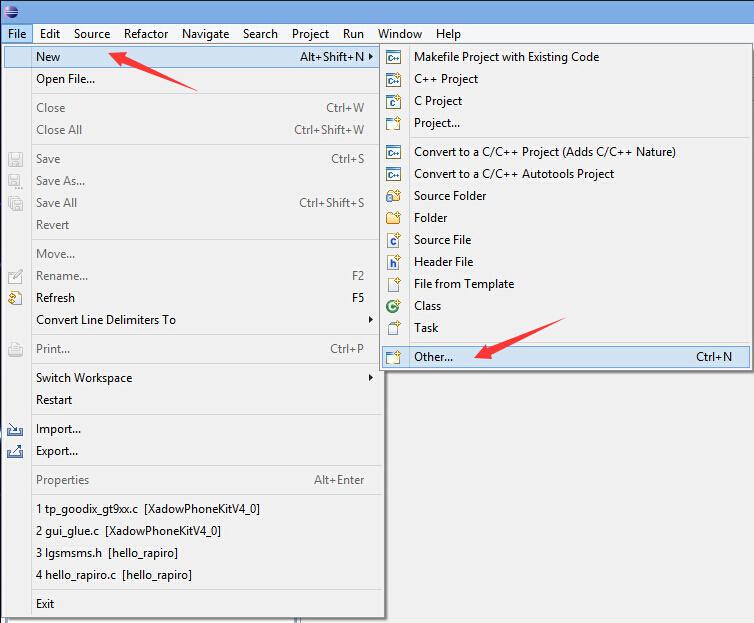 File Edit Source Refactor Navigate Search Project Run Window Help
New Alt+Shift+N
Open File...
Close Ctrl+W
Close All Ctrl+Shift+W
Save Ctrl+S
Save As...
Save All Ctrl+Shift+S
Revert
Move...
Rename... F2
Refresh F5
Convert Line Delimiters To
Print... Ctrl+P
Switch Workspace
Restart
Import...
Export...
Properties Alt+Enter
1 tp_goodix_gt9xx.c [XadowPhoneKitV4_0]
2 gui_glue.c [XadowPhoneKitV4_0]
3 lgsmsms.h [hello_rapiro]
4 hello_rapiro.c [hello_rapiro]
Exit
Makefile Project with Existing Code
C++ Project
C Project
Project...
Convert to a C/C++ Project (Adds C/C++ Nature)
Convert to a C/C++ Autotools Project
Source Folder
Folder
Source File
Header File
File from Template
Class
Task
Other... Ctrl+N